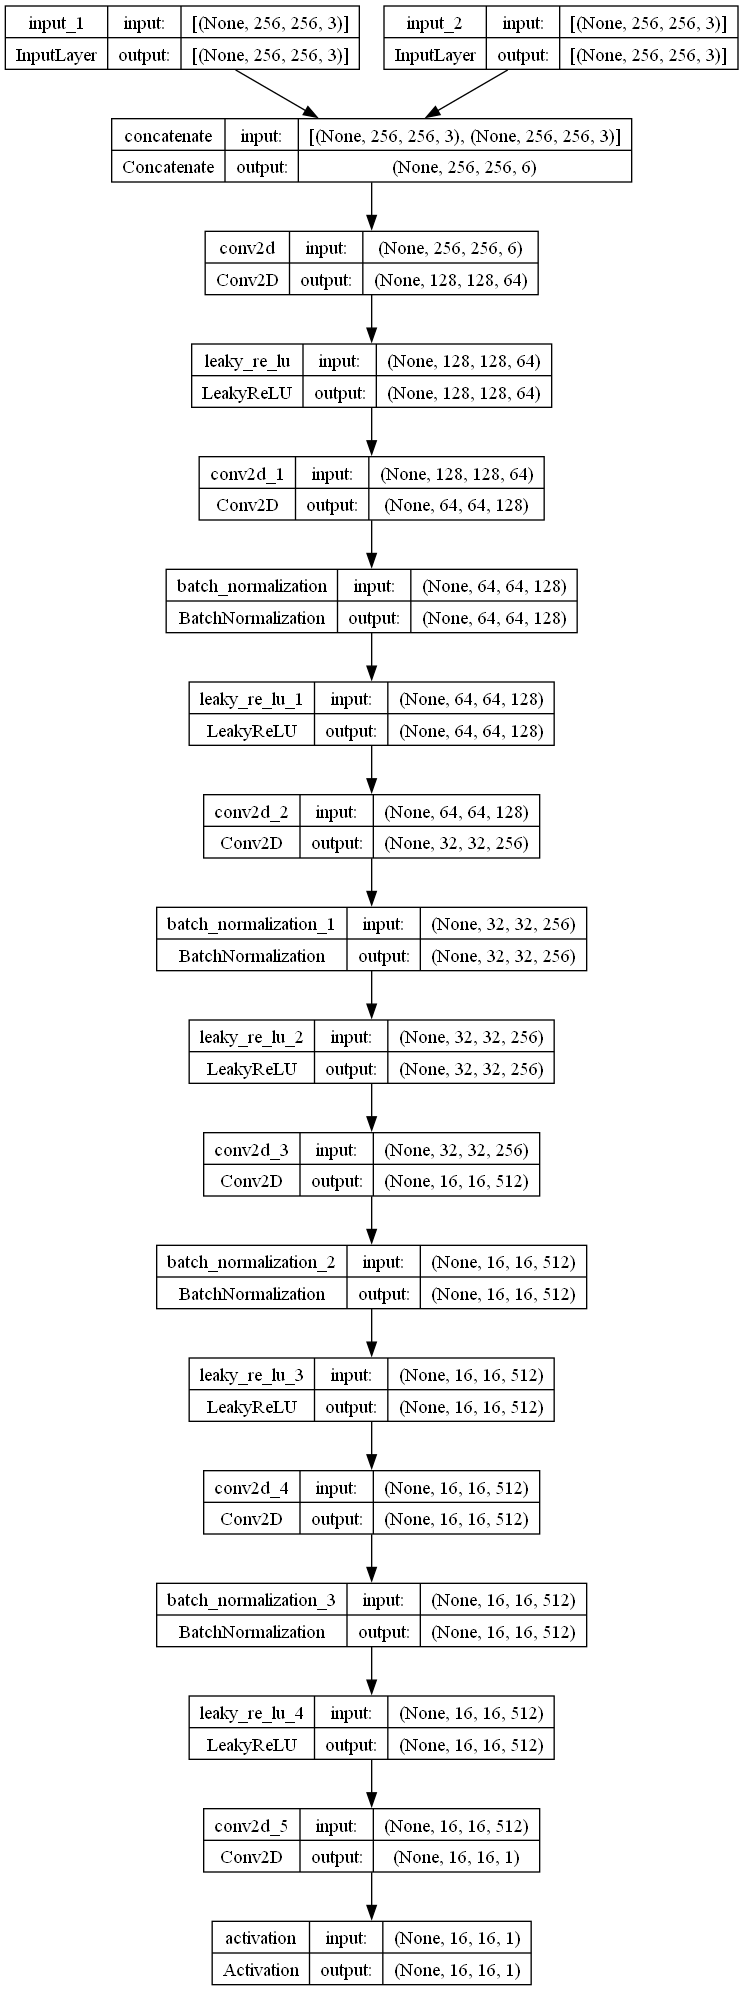 input_1 input: [(None, 256, 256, 3)]
InputLayer output: [(None, 256, 256, 3)]
input_2 input: [(None, 256, 256, 3)]
InputLayer output: [(None, 256, 256, 3)]
concatenate input: [(None, 256, 256, 3), (None, 256, 256, 3)]
Concatenate output: (None, 256, 256, 6)
conv2d input: (None, 256, 256, 6)
Conv2D output: (None, 128, 128, 64)
leaky_re_lu input: (None, 128, 128, 64)
LeakyReLU output: (None, 128, 128, 64)
conv2d_1 input: (None, 128, 128, 64)
Conv2D output: (None, 64, 64, 128)
batch_normalization input: (None, 64, 64, 128)
BatchNormalization output: (None, 64, 64, 128)
leaky_re_lu_1 input: (None, 64, 64, 128)
LeakyReLU output: (None, 64, 64, 128)
conv2d_2 input: (None, 64, 64, 128)
Conv2D output: (None, 32, 32, 256)
batch_normalization_1 input: (None, 32, 32, 256)
BatchNormalization output: (None, 32, 32, 256)
leaky_re_lu_2 input: (None, 32, 32, 256)
LeakyReLU output: (None, 32, 32, 256)
conv2d_3 input: (None, 32, 32, 256)
Conv2D output: (None, 16, 16, 512)
batch_normalization_2 input: (None, 16, 16, 512)
BatchNormalization output: (None, 16, 16, 512)
leaky_re_lu_3 input: (None, 16, 16, 512)
LeakyReLU output: (None, 16, 16, 512)
conv2d_4 input: (None, 16, 16, 512)
Conv2D output: (None, 16, 16, 512)
batch_normalization_3 input: (None, 16, 16, 512)
BatchNormalization output: (None, 16, 16, 512)
leaky_re_lu_4 input: (None, 16, 16, 512)
LeakyReLU output: (None, 16, 16, 512)
conv2d_5 input: (None, 16, 16, 512)
Conv2D output: (None, 16, 16, 1)
activation input: (None, 16, 16, 1)
Activation output: (None, 16, 16, 1)